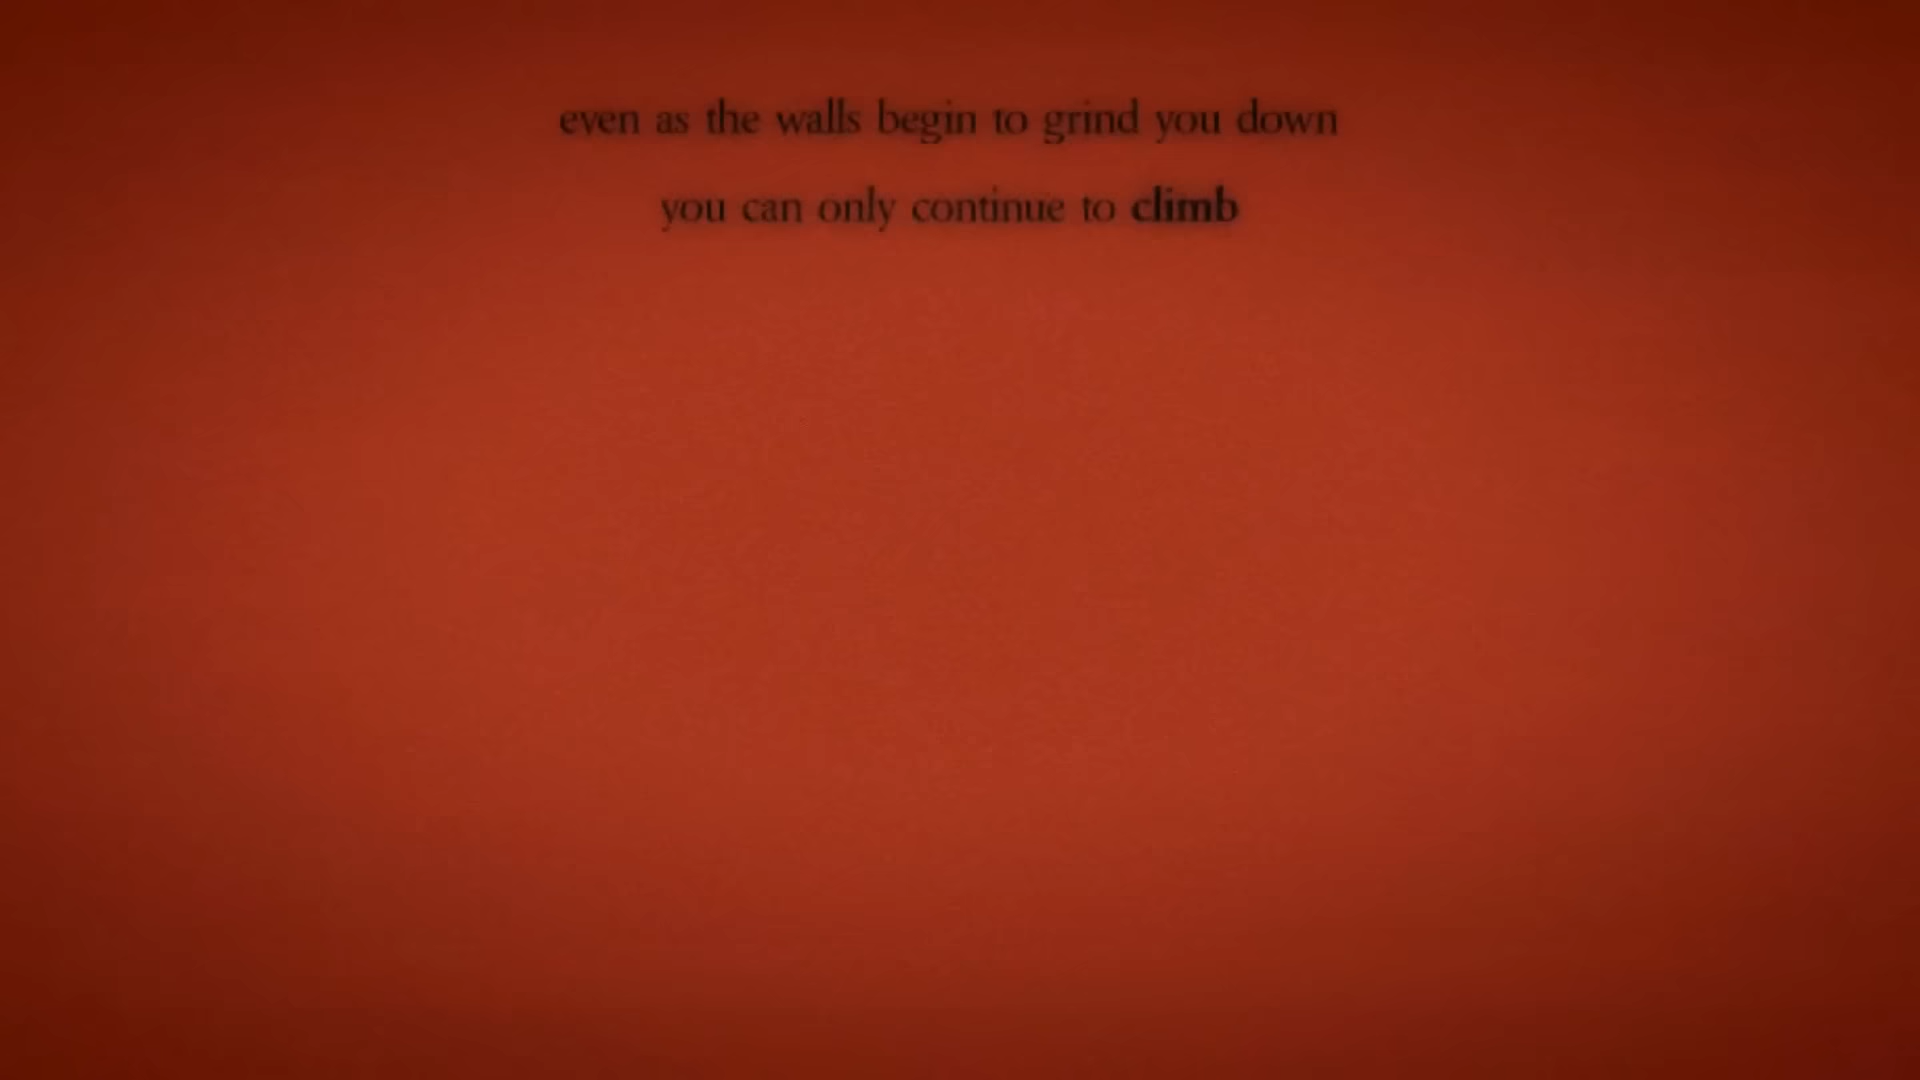 even as the walls begin to grind you down
you can only continue to climb